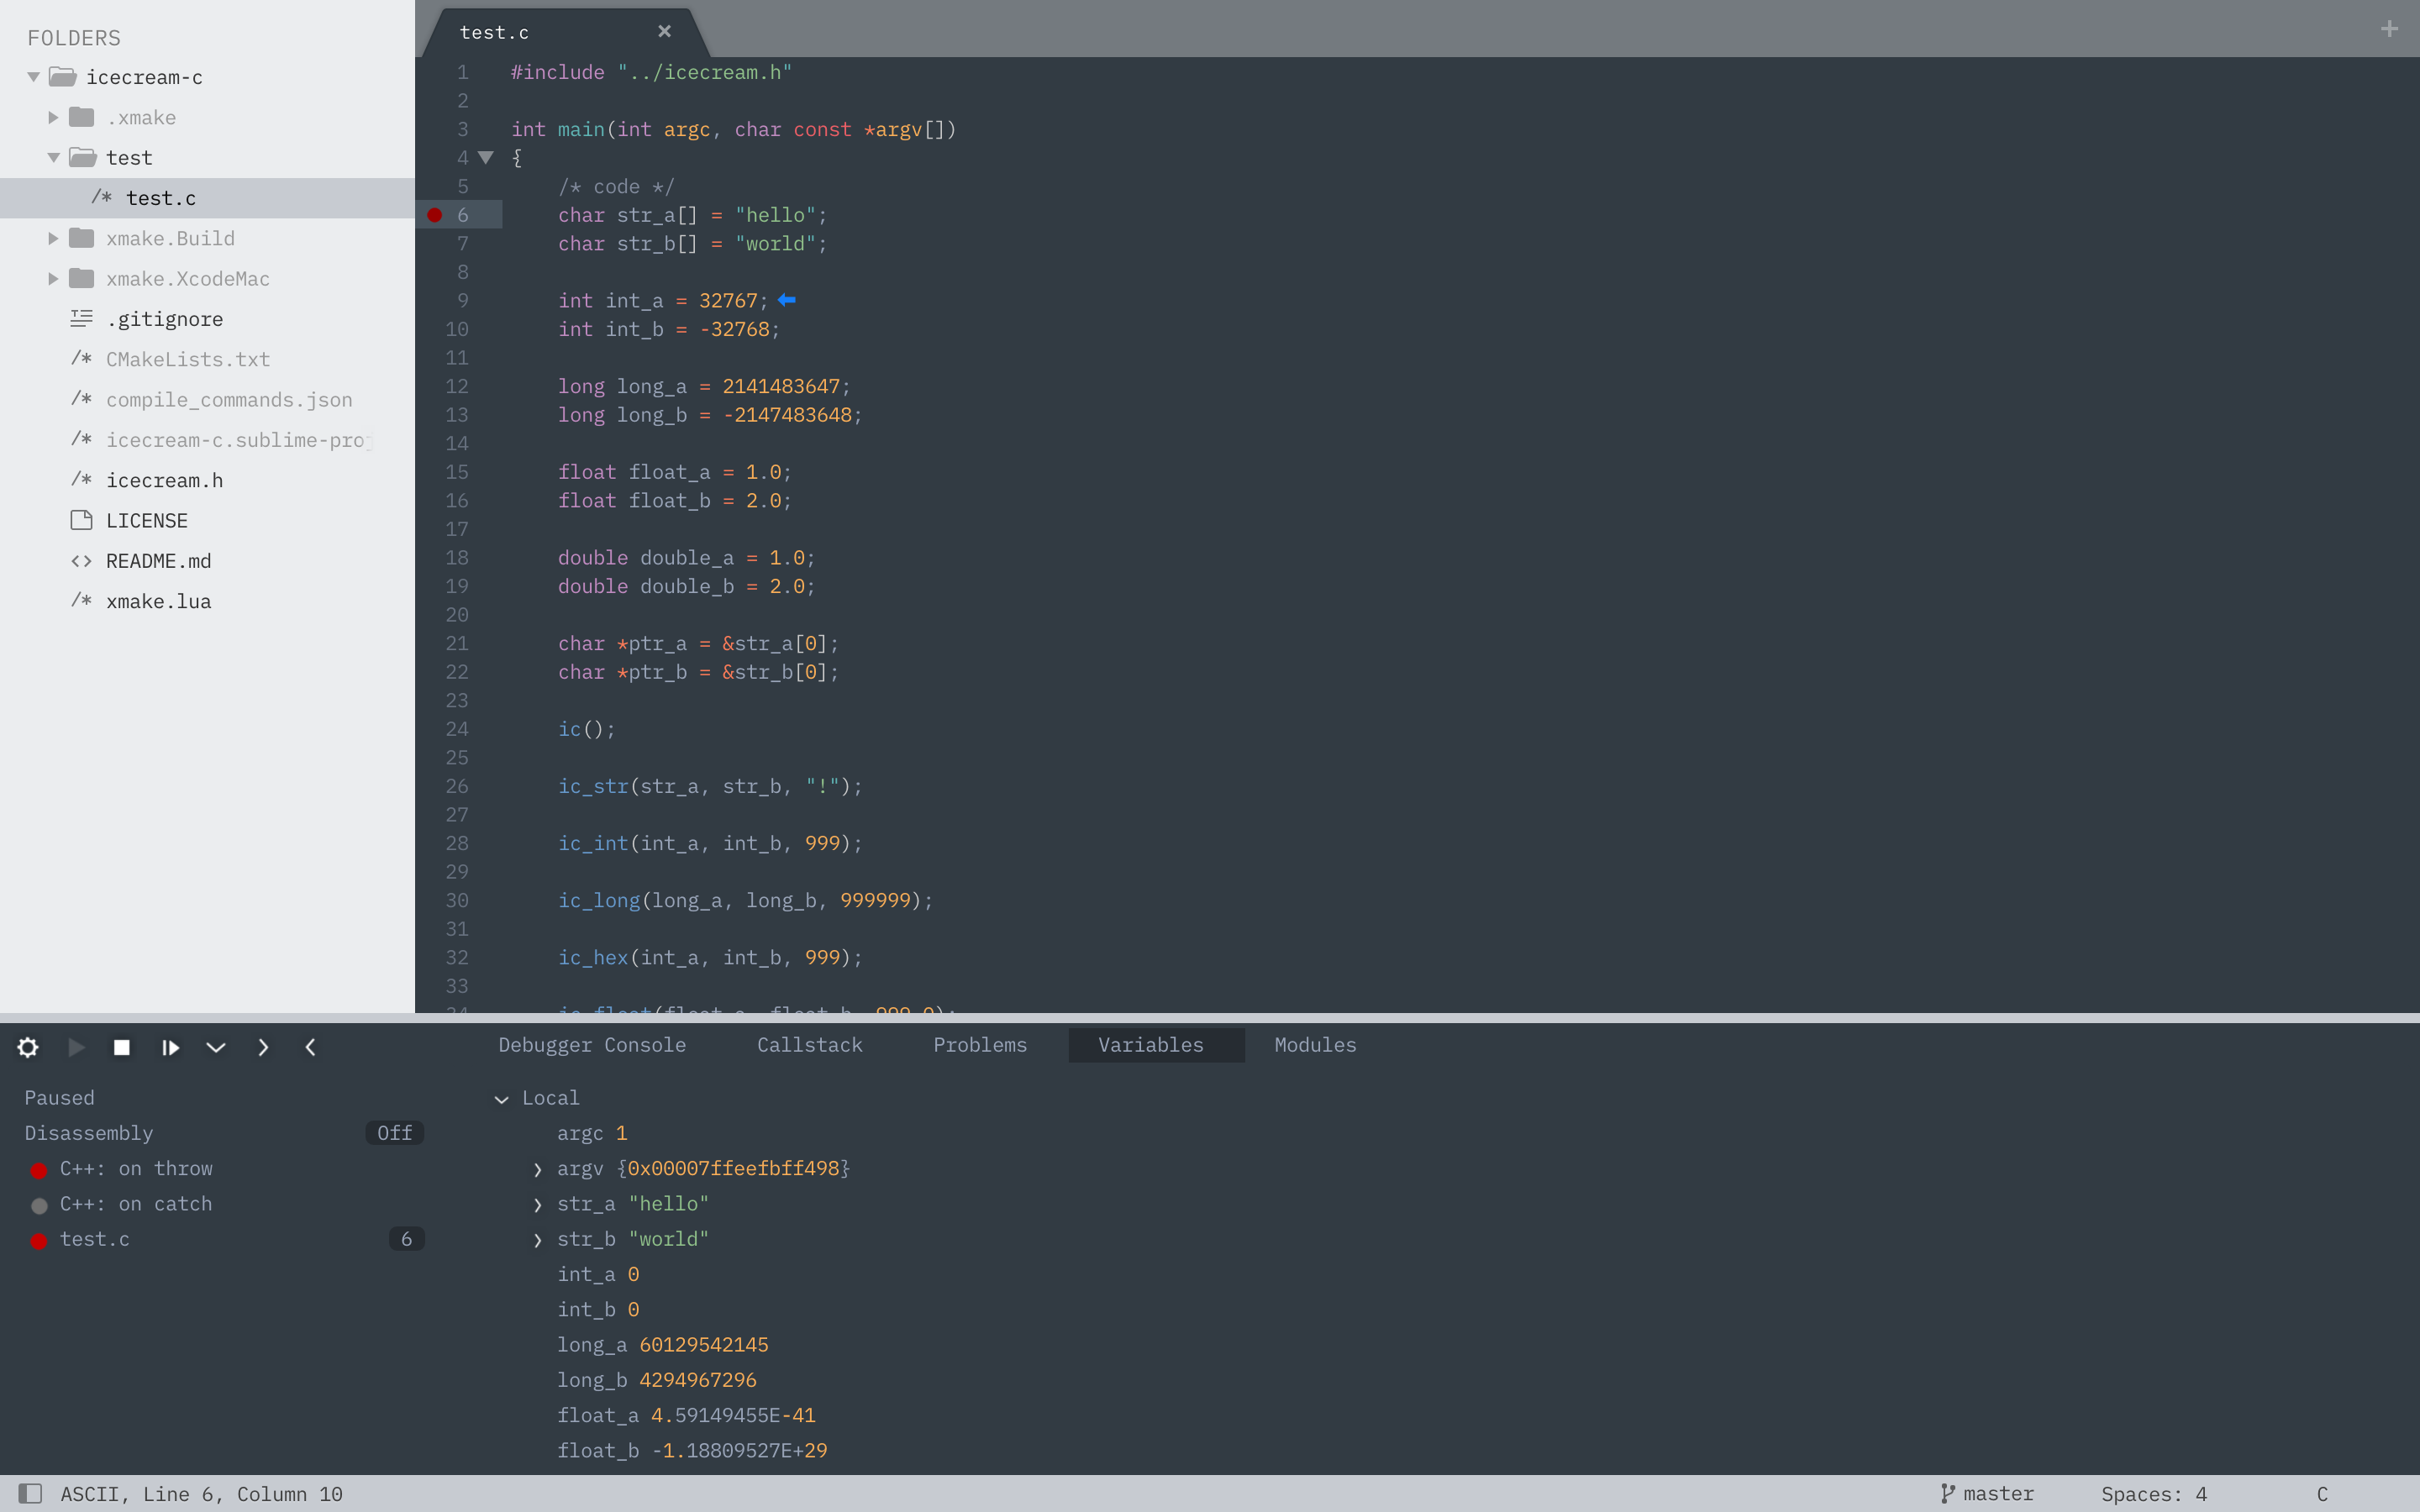 FOLDERS
icecream-c
.xmake
test
/* test.c
xmake.Build
xmake.XcodeMac
.gitignore
/* CMakeLists.txt
/* compile_commands.json
/* icecream-c.sublime-proj
/* icecream.h
LICENSE
<> README.md
/* xmake.lua
test.c
1 #include "../icecream.h"
2
3 int main(int argc, char const *argv[])
4 {
5 /* code */
6 char str_a[] = "hello";
7 char str_b[] = "world";
8
9 int int_a = 32767;
10 int int_b = -32768;
11
12 long long_a = 2141483647;
13 long long_b = -2147483648;
14
15 float float_a = 1.0;
16 float float_b = 2.0;
17
18 double double_a = 1.0;
19 double double_b = 2.0;
20
21 char *ptr_a = &str_a[0];
22 char *ptr_b = &str_b[0];
23
24 ic();
25
26 ic_str(str_a, str_b, "!");
27
28 ic_int(int_a, int_b, 999);
29
30 ic_long(long_a, long_b, 999999);
31
32 ic_hex(int_a, int_b, 999);
33
34 ic_float(float_a, float_b, 999.0);
Debugger Console Callstack Problems Variables Modules
Paused
Disassembly Off
C++: on throw
C++: on catch
test.c 6
Local
argc 1
argv {0x00007ffeefbff498}
str_a "hello"
str_b "world"
int_a 0
int_b 0
long_a 60129542145
long_b 4294967296
float_a 4.59149455E-41
float_b -1.18809527E+29
ASCII, Line 6, Column 10
master
Spaces: 4
C